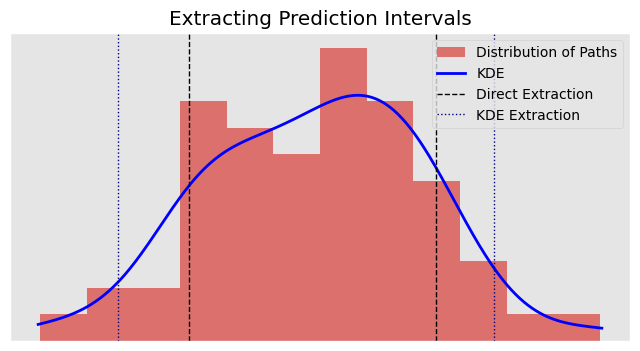 Extracting Prediction Intervals
Distribution of Paths
KDE
Direct Extraction
KDE Extraction